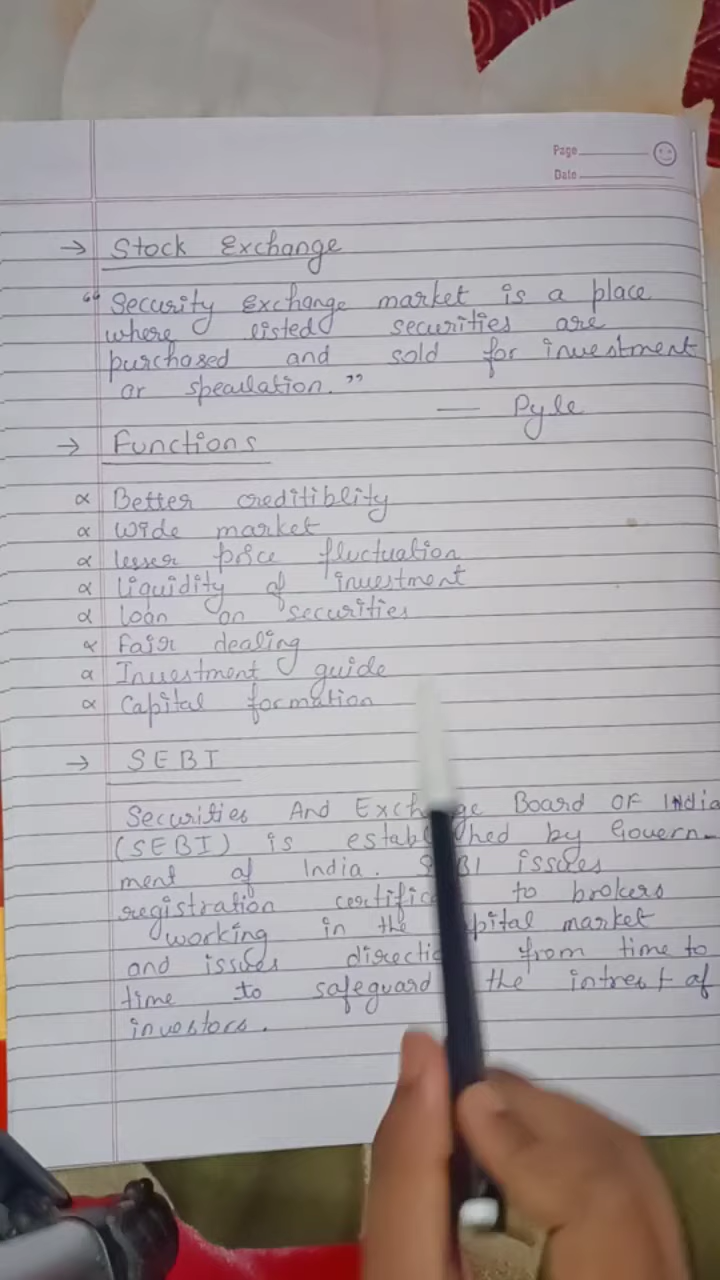 Page
Date
→ Stock Exchange
“ Security Exchange market is a place
where listed securities are
purchased and sold for investment
or speculation. ”
— Pyle
→ Functions
∝ Better creditiblity
∝ wide market
∝ lesser price fluctuation
∝ liquidity of investment
∝ loan on securities
∝ Fair dealing
∝ Investment guide
∝ Capital formation
→ SEBI
Securities And Exchange Board OF India
(SEBI) is established by Govern-
ment of India. SEBI issues
registration to brokers
working in the capital market
and issues from time to
time to safeguard the intrest of
investors.